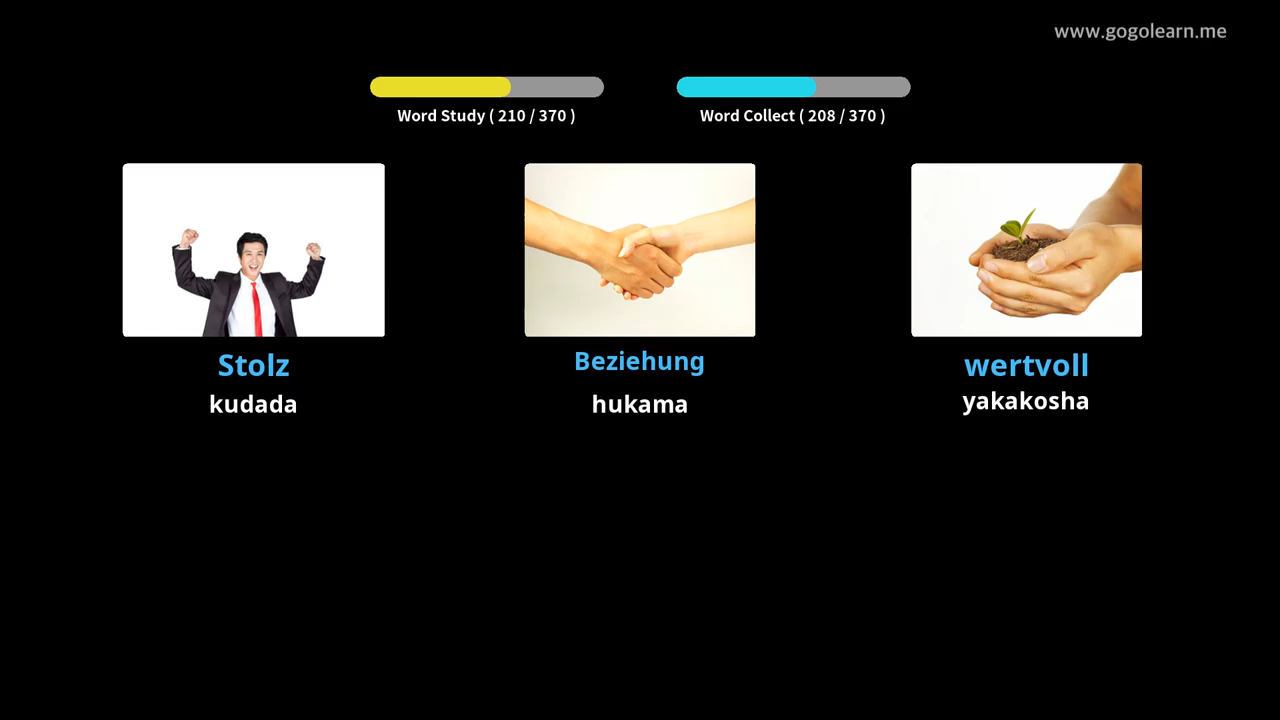 www.gogolearn.me
Word Study ( 210 / 370 )
Word Collect ( 208 / 370 )
Stolz
kudada
Beziehung
hukama
wertvoll
yakakosha